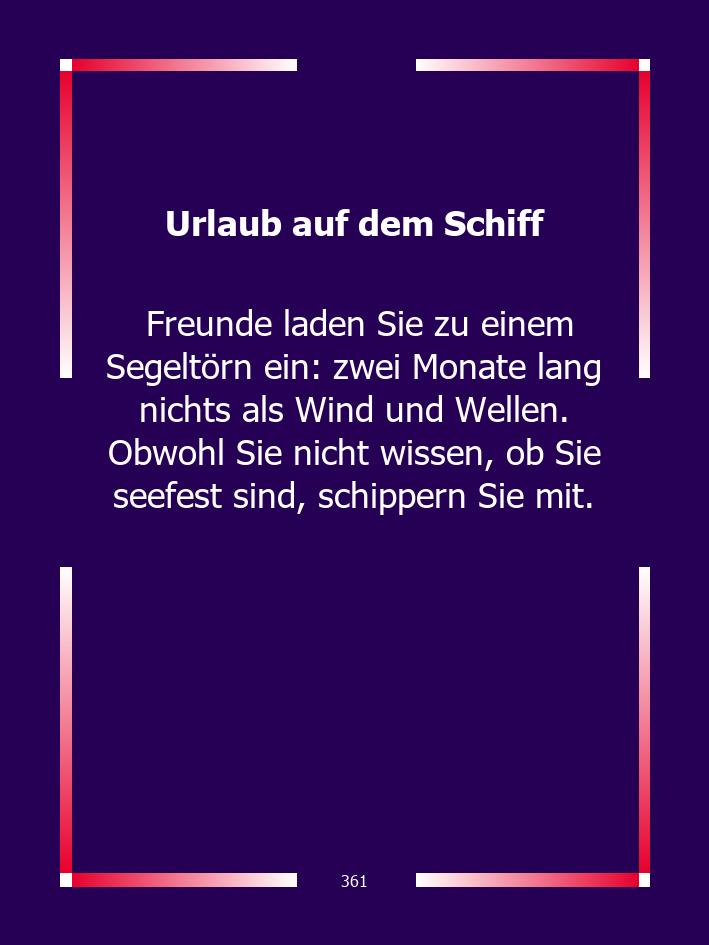 Urlaub auf dem Schiff
Freunde laden Sie zu einem
Segeltörn ein: zwei Monate lang
nichts als Wind und Wellen.
Obwohl Sie nicht wissen, ob Sie
seefest sind, schippern Sie mit.
361